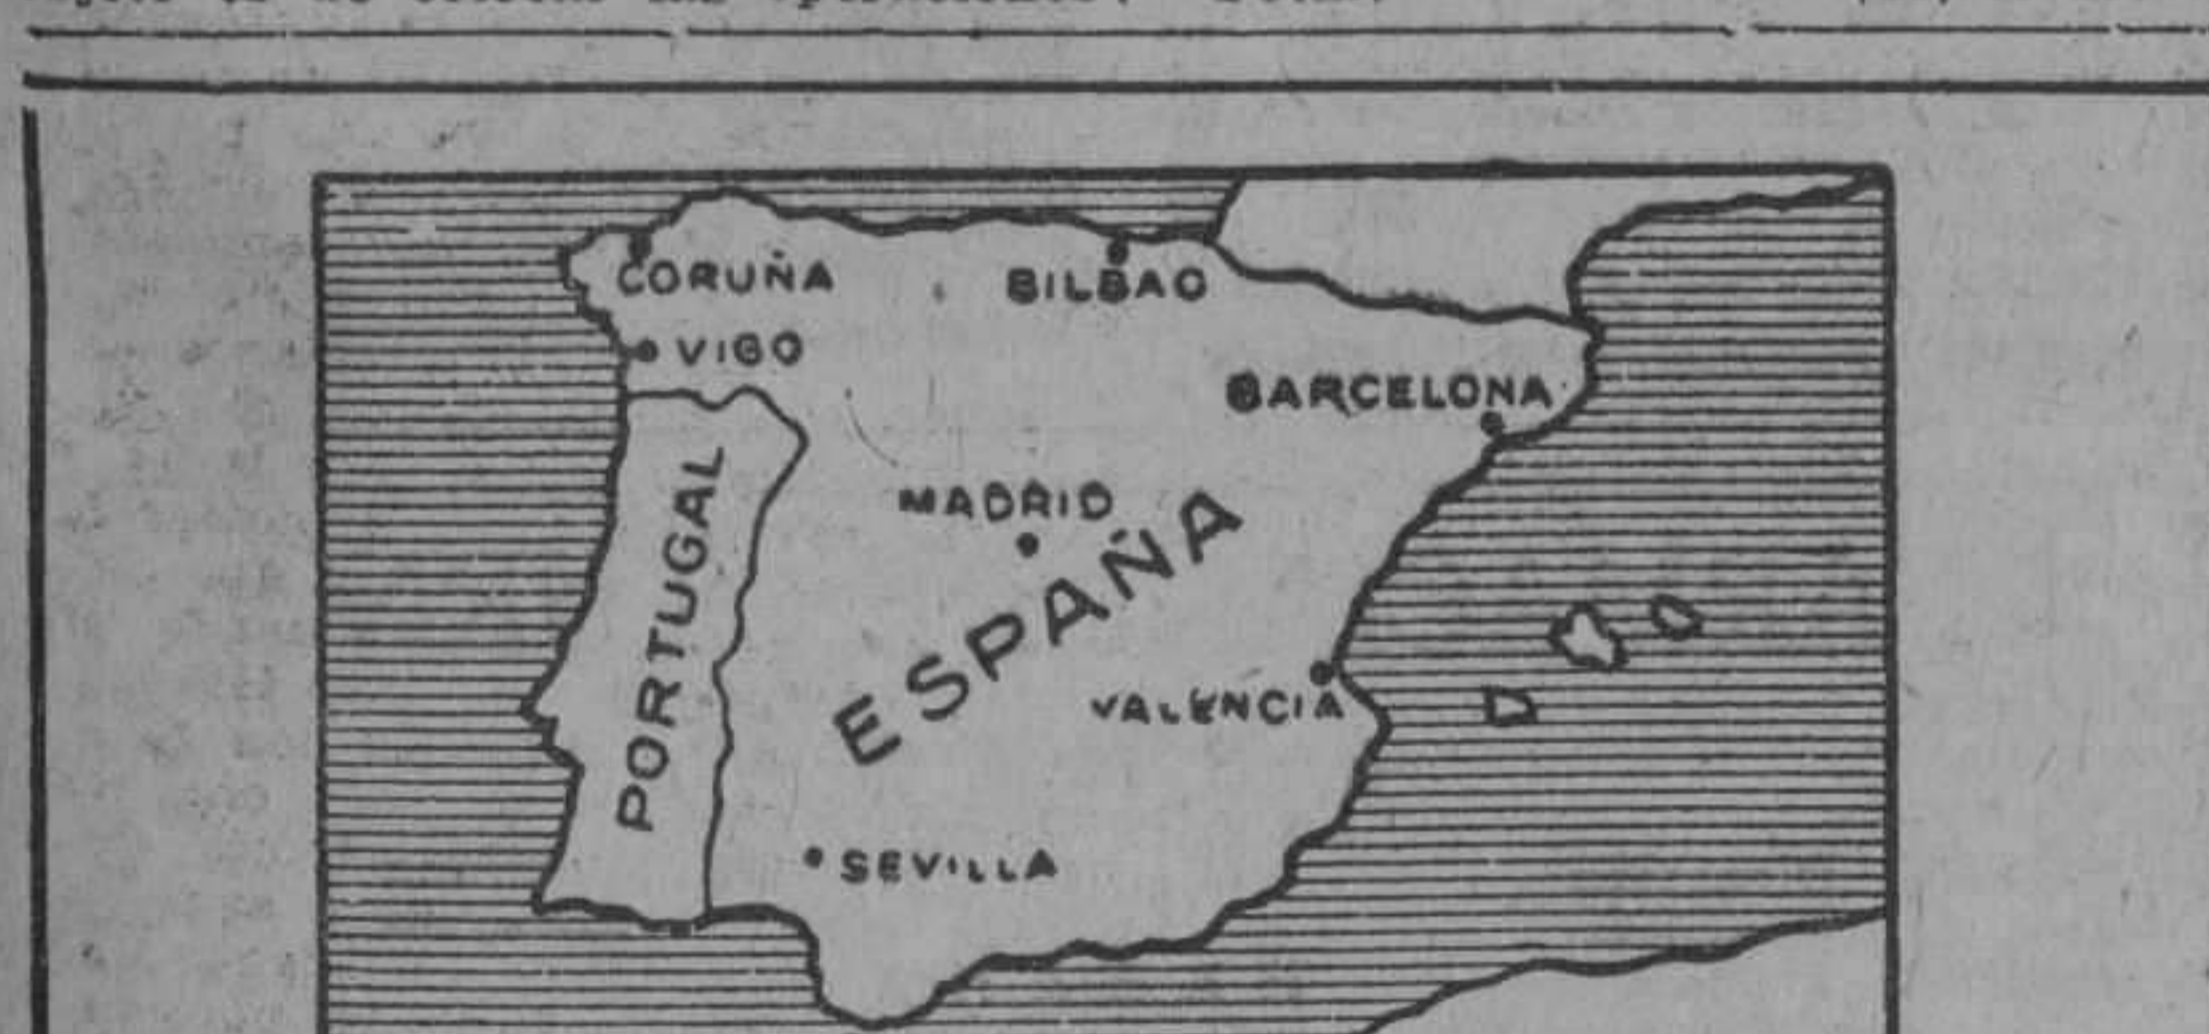 CORUÑA
BILBAO
VIGO
BARCELONA
MADRID
ESPAÑA
PORTUGAL
VALENCIA
SEVILLA